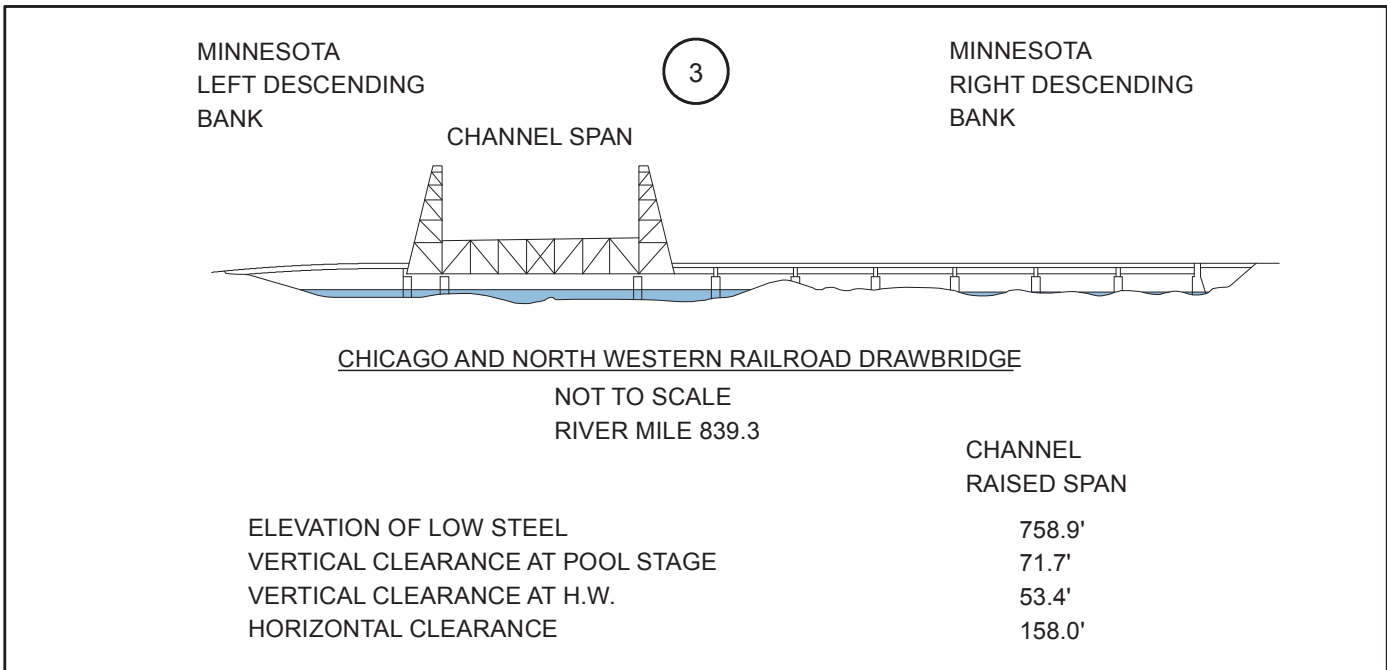 MINNESOTA
LEFT DESCENDING
BANK
3
MINNESOTA
RIGHT DESCENDING
BANK
CHANNEL SPAN
CHICAGO AND NORTH WESTERN RAILROAD DRAWBRIDGE
NOT TO SCALE
RIVER MILE 839.3
CHANNEL
RAISED SPAN
ELEVATION OF LOW STEEL 758.9'
VERTICAL CLEARANCE AT POOL STAGE 71.7'
VERTICAL CLEARANCE AT H.W. 53.4'
HORIZONTAL CLEARANCE 158.0'